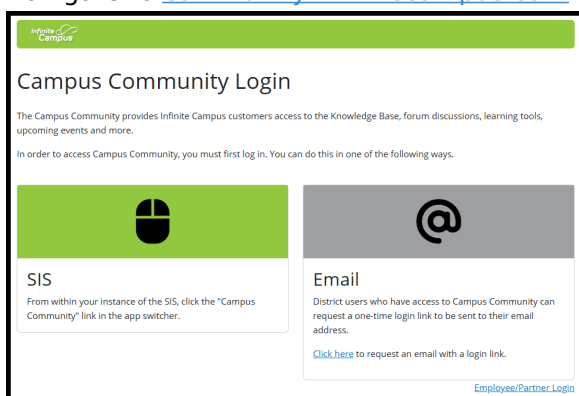 Infinite
Campus
Campus Community Login
The Campus Community provides Infinite Campus customers access to the Knowledge Base, forum discussions, learning tools,
upcoming events and more.
In order to access Campus Community, you must first log in. You can do this in one of the following ways.
@
SIS
From within your instance of the SIS, click the "Campus
Community" link in the app switcher.
Email
District users who have access to Campus Community can
request a one-time login link to be sent to their email
address.
Click here to request an email with a login link.
Employee/Partner Login